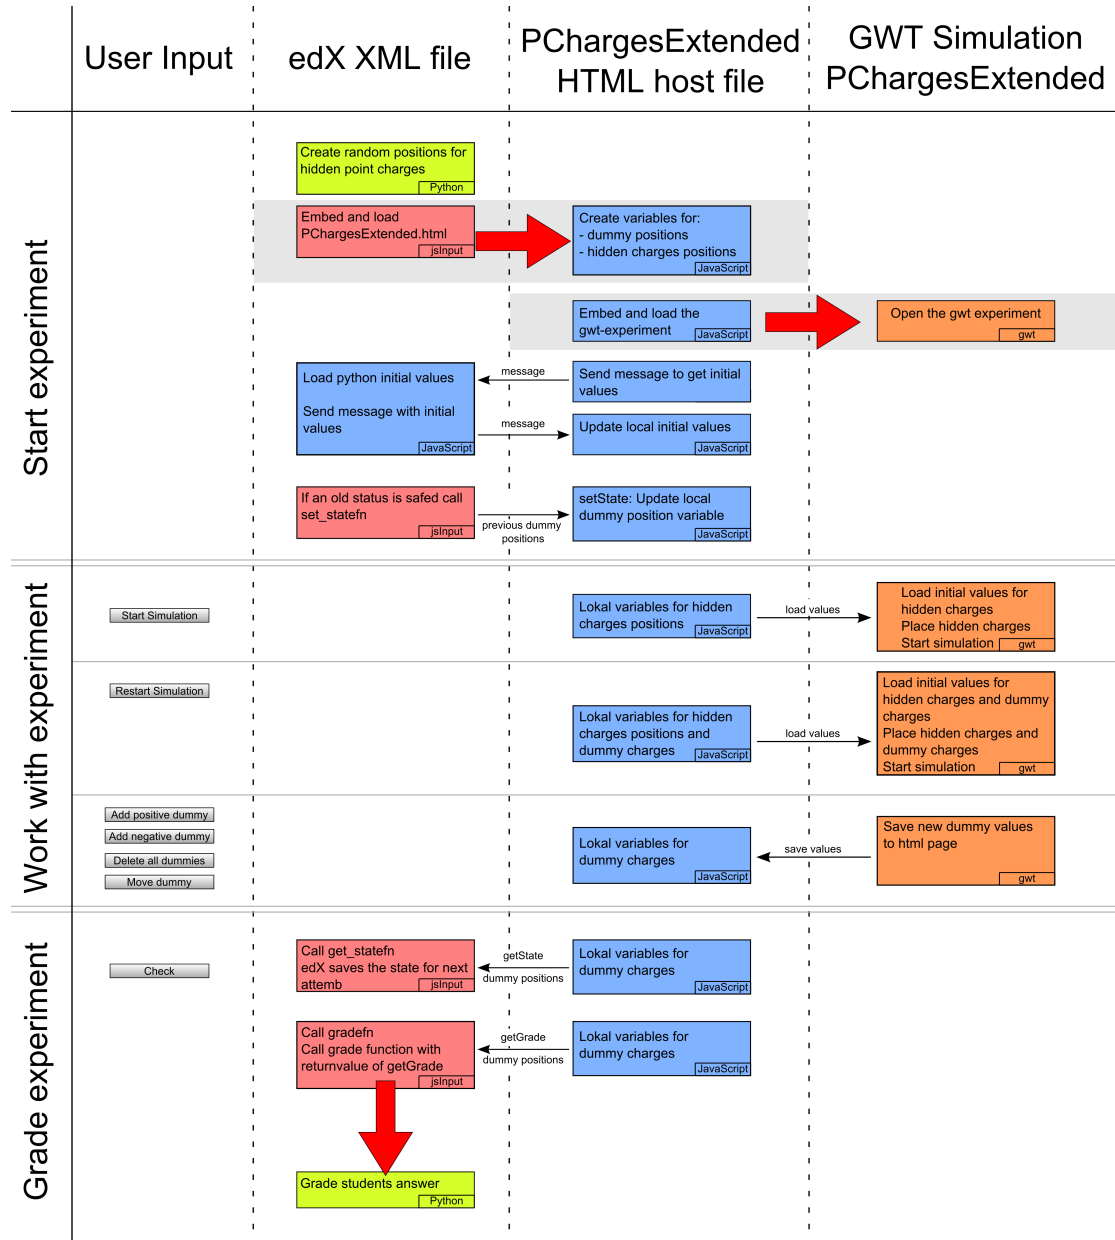 User Input
edX XML file
PChargesExtended
HTML host file
GWT Simulation
PChargesExtended
Start experiment
Create random positions for
hidden point charges
Python
Embed and load
PChargesExtended.html
jsInput
Create variables for:
- dummy positions
- hidden charges positions
JavaScript
Embed and load the
gwt-experiment
JavaScript
Open the gwt experiment
gwt
Load python initial values
Send message with initial
values
JavaScript
message
Send message to get initial
values
message
Update local initial values
JavaScript
If an old status is safed call
set_statefn
jsInput
previous dummy
positions
setState: Update local
dummy position variable
JavaScript
Work with experiment
Start Simulation
Lokal variables for hidden
charges positions
JavaScript
load values
Load initial values for
hidden charges
Place hidden charges
Start simulation
gwt
Restart Simulation
Lokal variables for hidden
charges positions and
dummy charges
JavaScript
load values
Load initial values for
hidden charges and dummy
charges
Place hidden charges and
dummy charges
Start simulation
gwt
Add positive dummy
Add negative dummy
Delete all dummies
Move dummy
Lokal variables for
dummy charges
JavaScript
save values
Save new dummy values
to html page
gwt
Grade experiment
Check
Call get_statefn
edX saves the state for next
attemb
jsInput
getState
dummy positions
Lokal variables for
dummy charges
JavaScript
Call gradefn
Call grade function with
returnvalue of getGrade
jsInput
getGrade
dummy positions
Lokal variables for
dummy charges
JavaScript
Grade students answer
Python